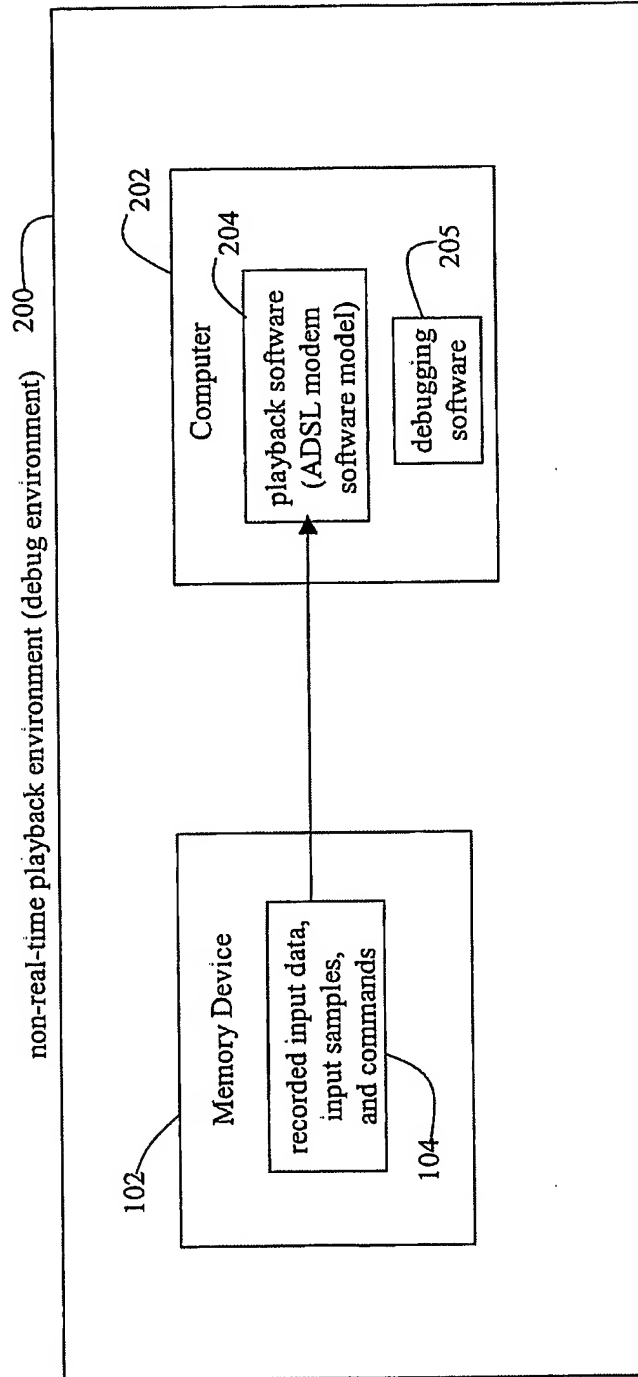 non-real-time playback environment (debug environment)
200
102
Memory Device
recorded input data,
input samples,
and commands
104
202
Computer
204
playback software
(ADSL modem
software model)
205
debugging
software